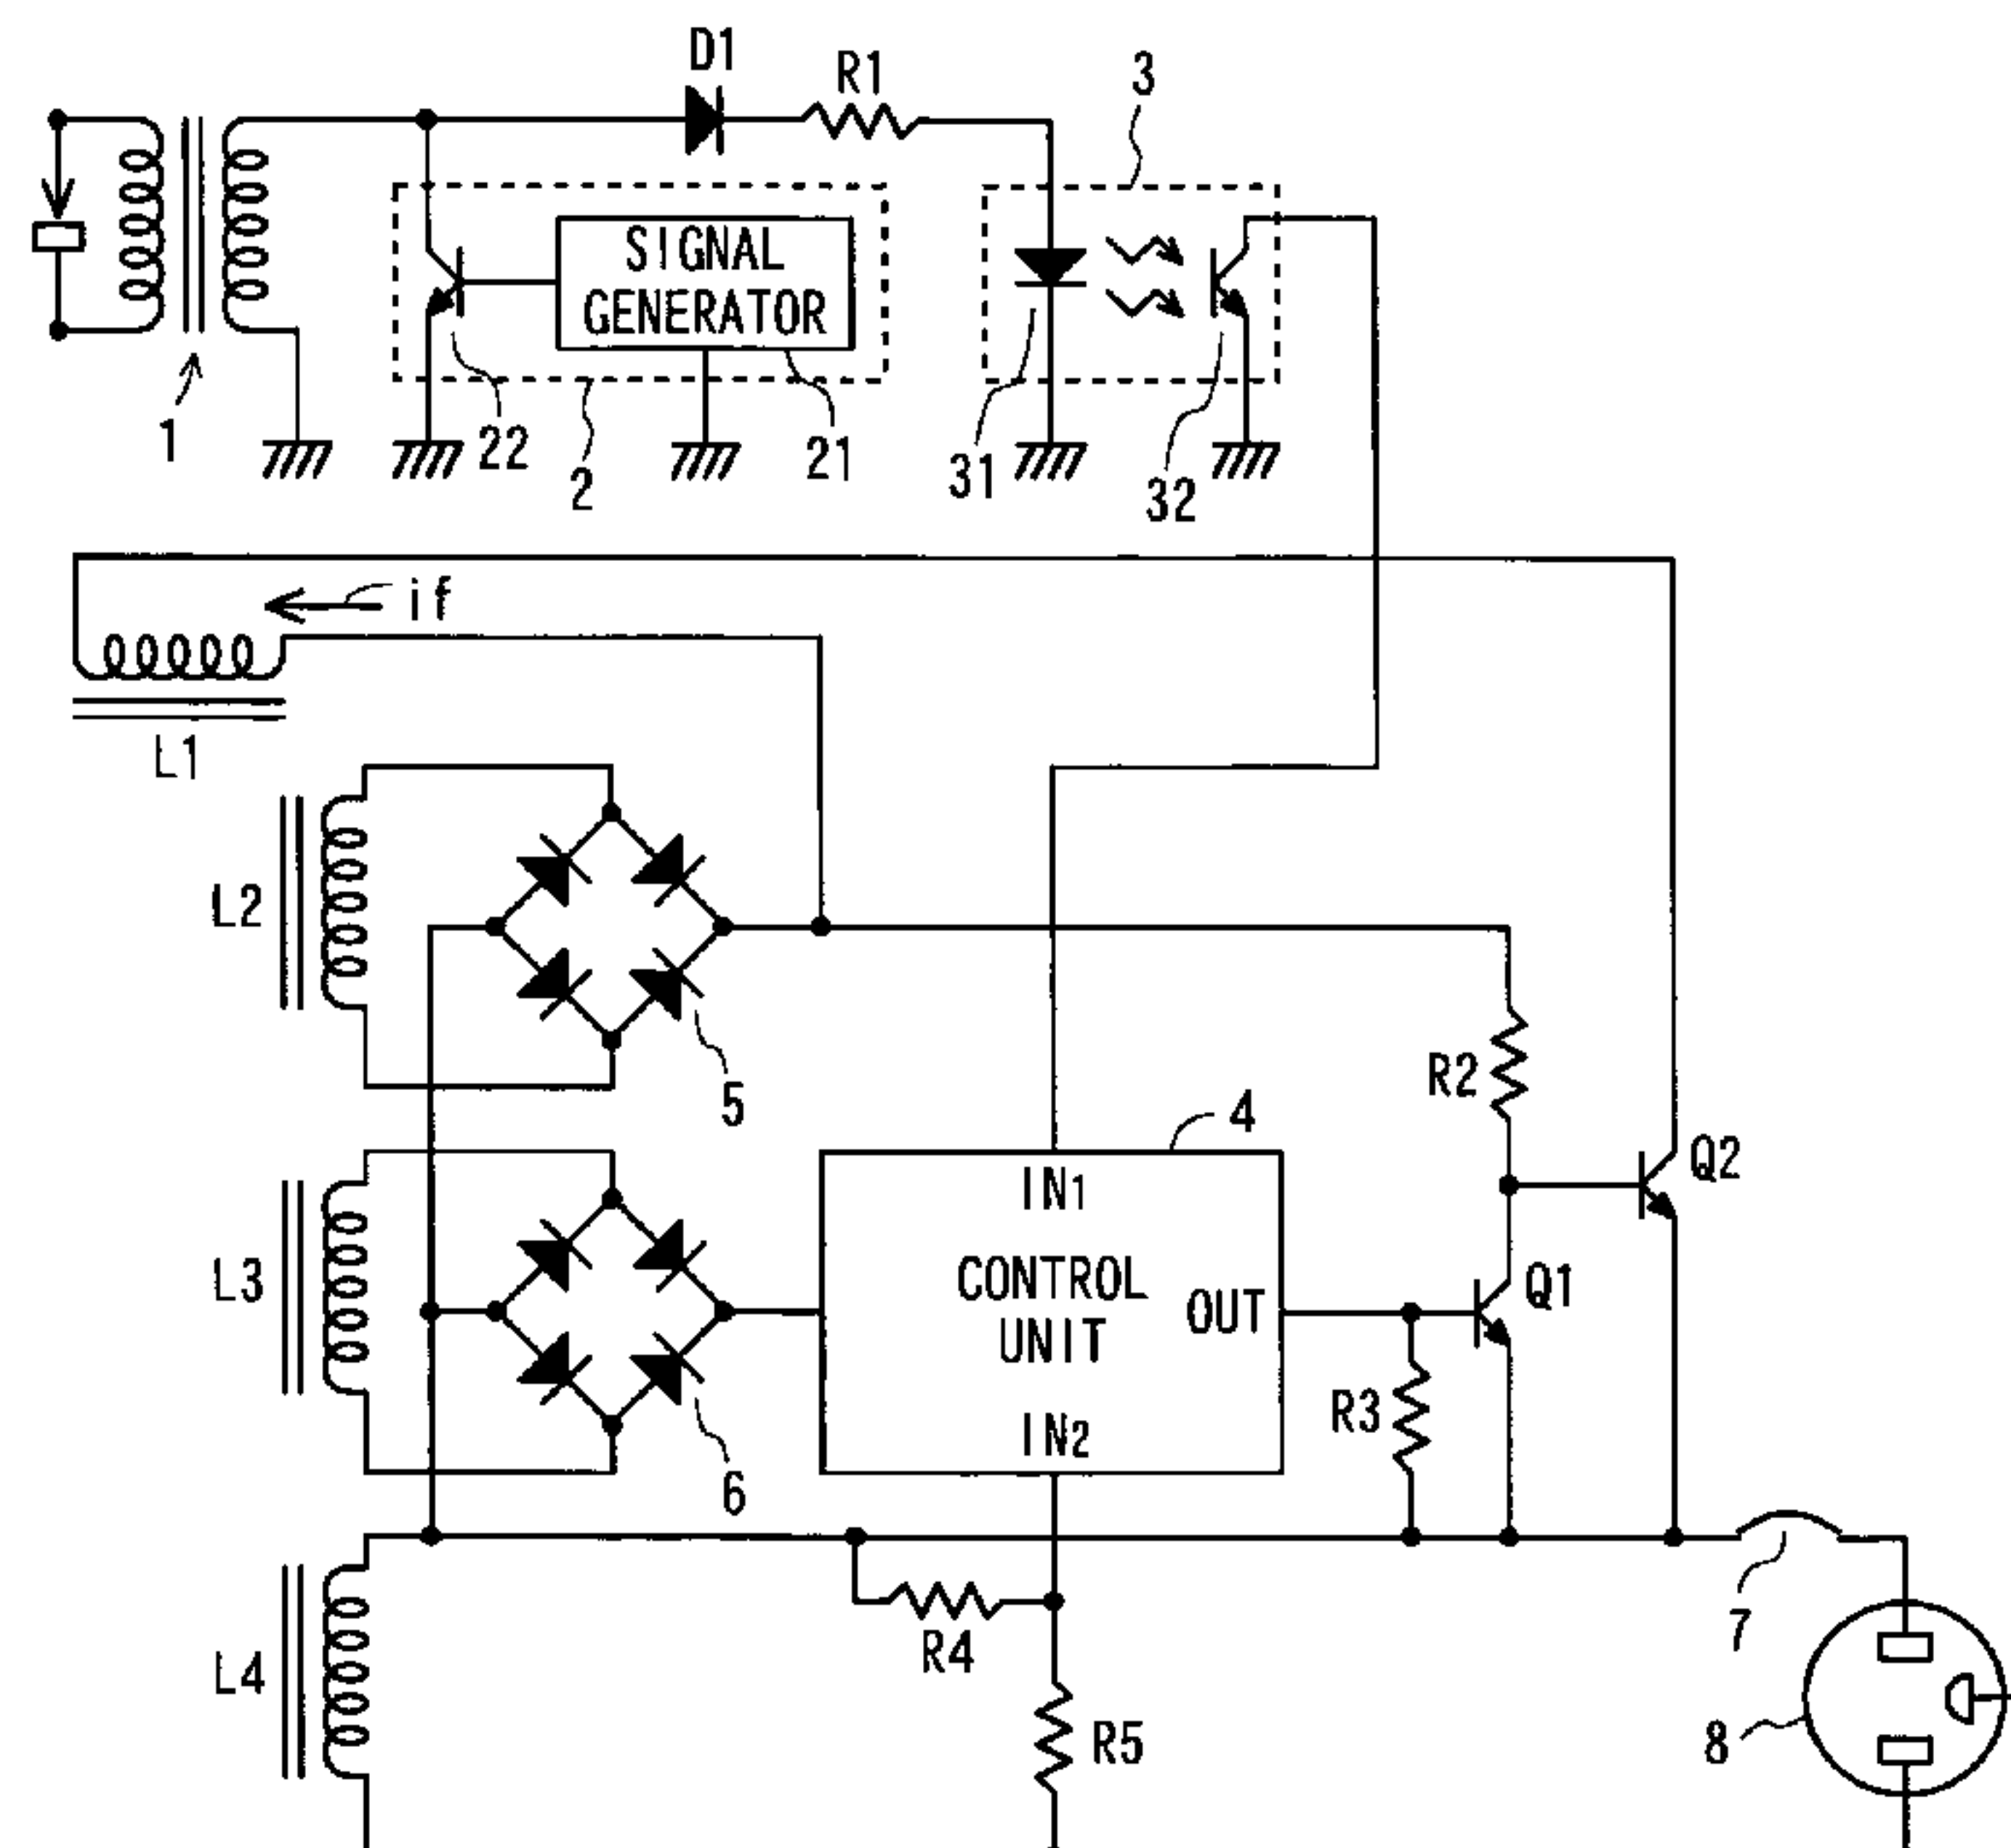 D1
R1
3
SIGNAL
GENERATOR
1
22
2
21
31
32
if
L1
L2
5
R2
4
Q2
IN1
L3
CONTROL
UNIT
OUT
Q1
R3
IN2
6
7
R4
L4
R5
8